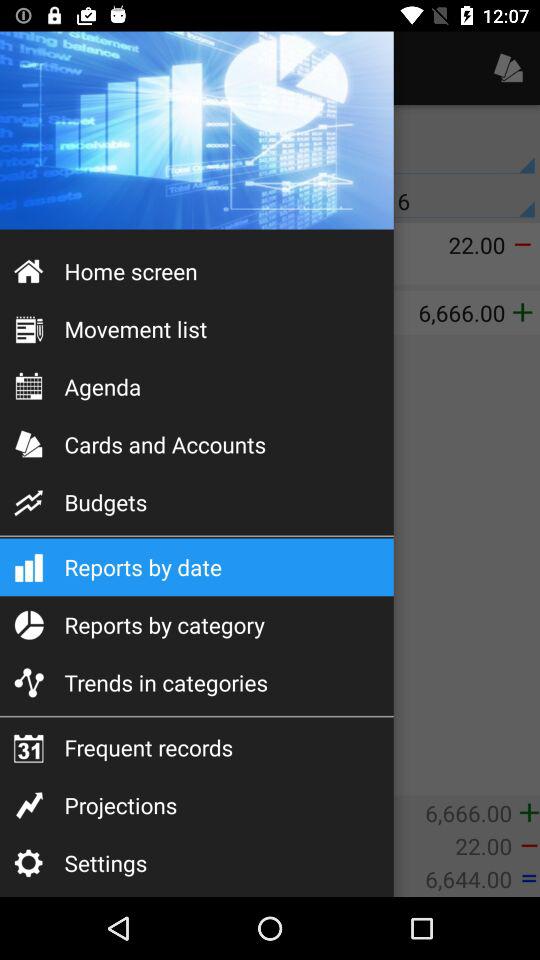 12:07
Statement
6
22.00 −
Home screen
6,666.00 +
Movement list
Agenda
Cards and Accounts
Budgets
Reports by date
Reports by category
Trends in categories
31 Frequent records
Projections
6,666.00 +
22.00 −
Settings
6,644.00 =